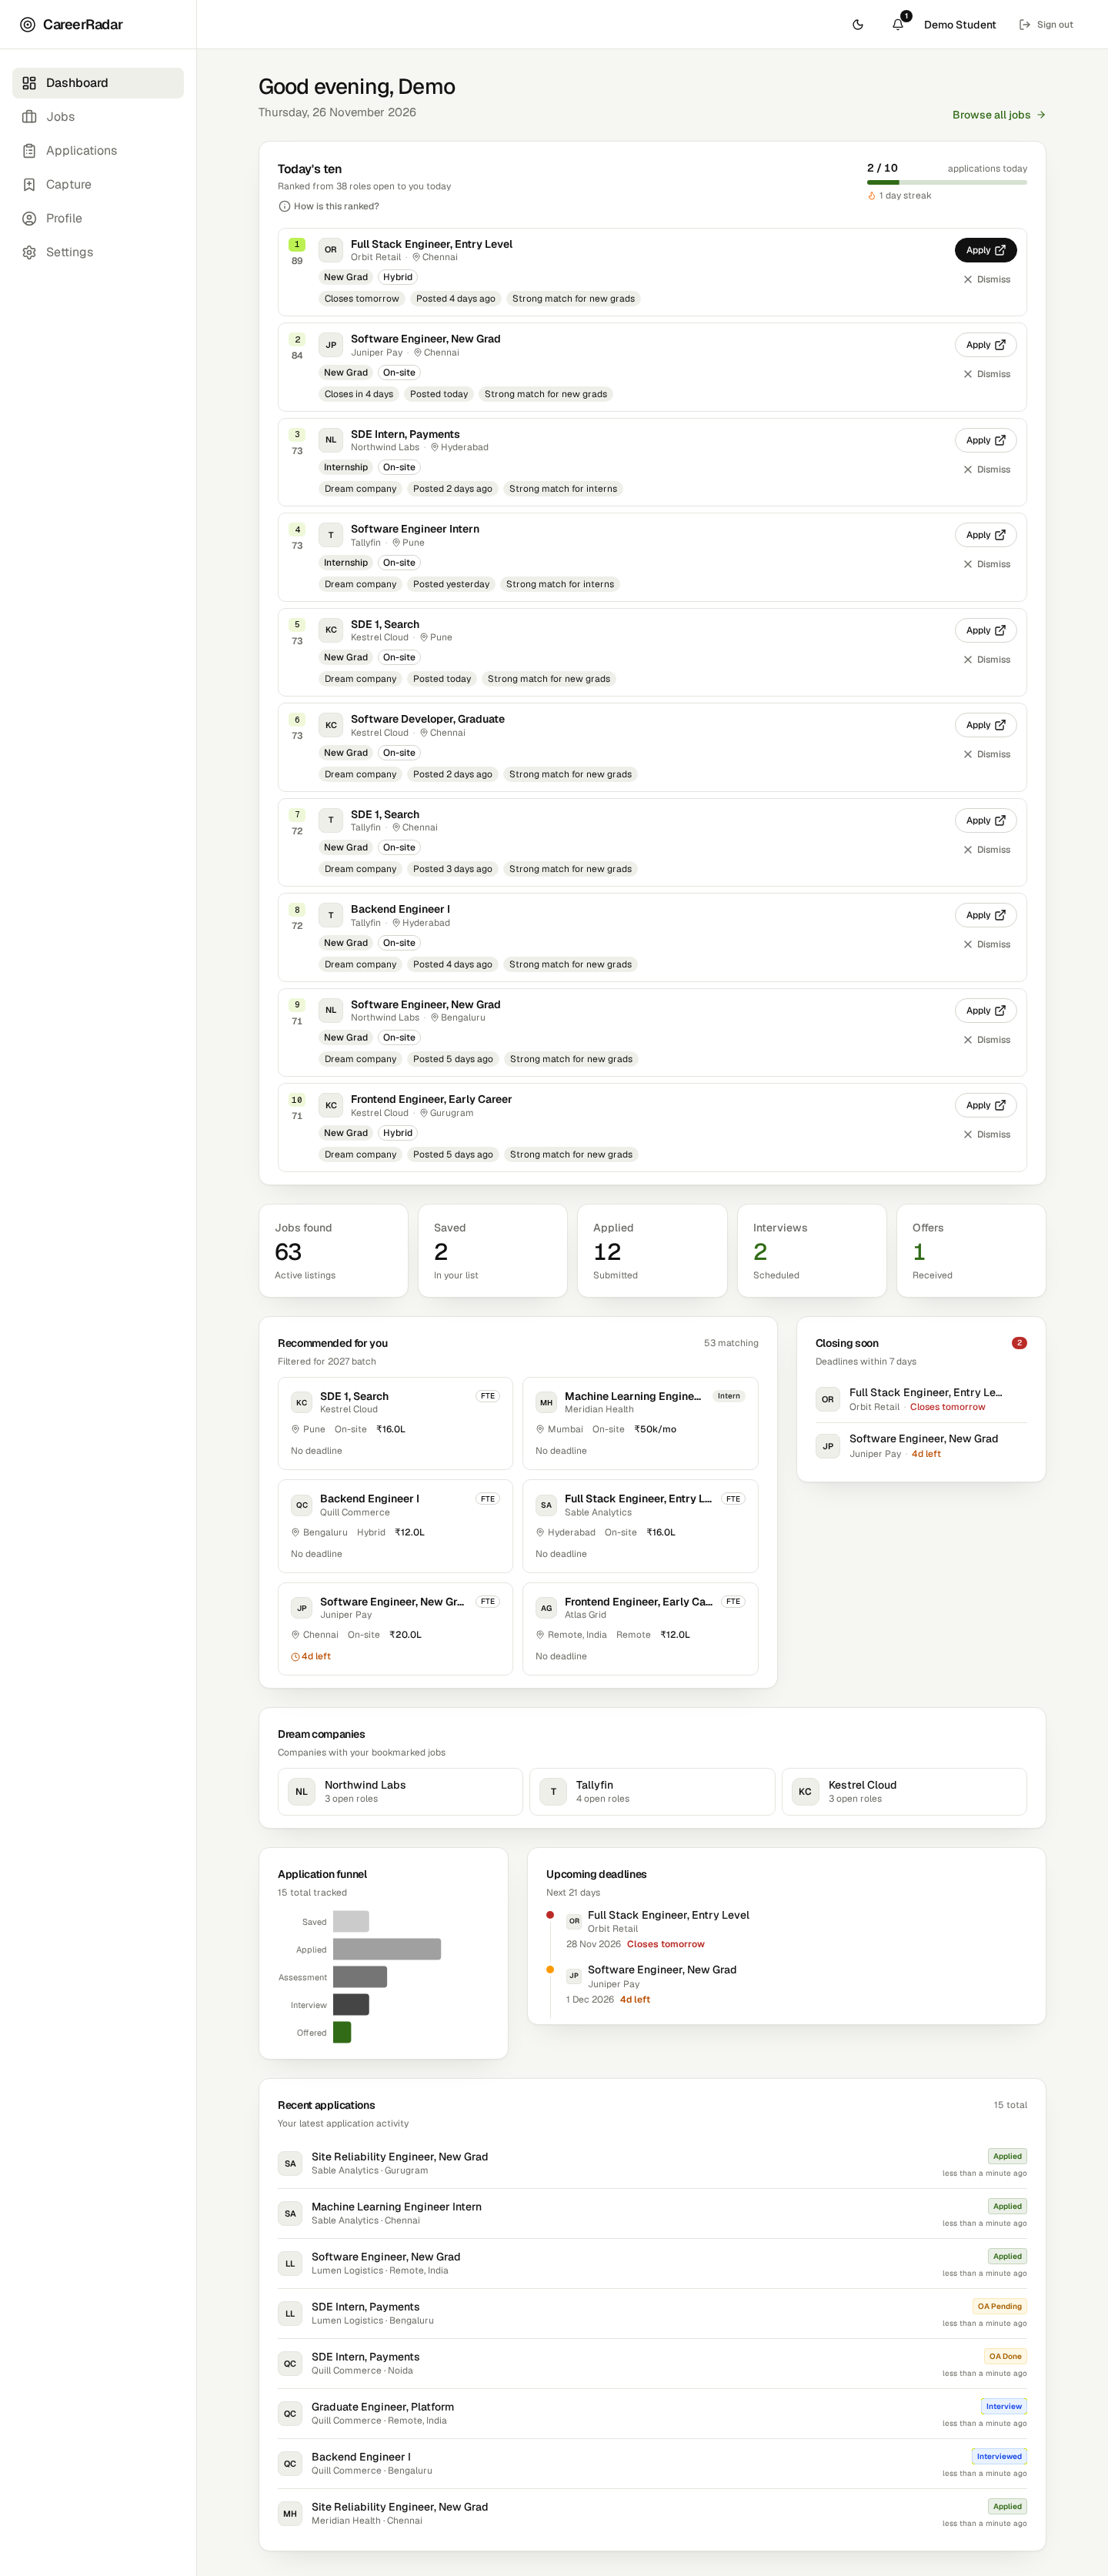 CareerRadar
1
Demo Student
Sign out
Dashboard
Jobs
Applications
Capture
Profile
Settings
Good evening, Demo
Thursday, 26 November 2026
Browse all jobs →
Today's ten
Ranked from 38 roles open to you today
How is this ranked?
2 / 10 applications today
1 day streak
1
89
OR
Full Stack Engineer, Entry Level
Orbit Retail · Chennai
New Grad Hybrid
Closes tomorrow Posted 4 days ago Strong match for new grads
Apply
Dismiss
2
84
JP
Software Engineer, New Grad
Juniper Pay · Chennai
New Grad On-site
Closes in 4 days Posted today Strong match for new grads
Apply
Dismiss
3
73
NL
SDE Intern, Payments
Northwind Labs · Hyderabad
Internship On-site
Dream company Posted 2 days ago Strong match for interns
Apply
Dismiss
4
73
T
Software Engineer Intern
Tallyfin · Pune
Internship On-site
Dream company Posted yesterday Strong match for interns
Apply
Dismiss
5
73
KC
SDE 1, Search
Kestrel Cloud · Pune
New Grad On-site
Dream company Posted today Strong match for new grads
Apply
Dismiss
6
73
KC
Software Developer, Graduate
Kestrel Cloud · Chennai
New Grad On-site
Dream company Posted 2 days ago Strong match for new grads
Apply
Dismiss
7
72
T
SDE 1, Search
Tallyfin · Chennai
New Grad On-site
Dream company Posted 3 days ago Strong match for new grads
Apply
Dismiss
8
72
T
Backend Engineer I
Tallyfin · Hyderabad
New Grad On-site
Dream company Posted 4 days ago Strong match for new grads
Apply
Dismiss
9
71
NL
Software Engineer, New Grad
Northwind Labs · Bengaluru
New Grad On-site
Dream company Posted 5 days ago Strong match for new grads
Apply
Dismiss
10
71
KC
Frontend Engineer, Early Career
Kestrel Cloud · Gurugram
New Grad Hybrid
Dream company Posted 5 days ago Strong match for new grads
Apply
Dismiss
Jobs found
63
Active listings
Saved
2
In your list
Applied
12
Submitted
Interviews
2
Scheduled
Offers
1
Received
Recommended for you 53 matching
Filtered for 2027 batch
KC
SDE 1, Search FTE
Kestrel Cloud
Pune On-site ₹16.0L
No deadline
MH
Machine Learning Enginee... Intern
Meridian Health
Mumbai On-site ₹50k/mo
No deadline
QC
Backend Engineer I FTE
Quill Commerce
Bengaluru Hybrid ₹12.0L
No deadline
SA
Full Stack Engineer, Entry L... FTE
Sable Analytics
Hyderabad On-site ₹16.0L
No deadline
JP
Software Engineer, New Gr... FTE
Juniper Pay
Chennai On-site ₹20.0L
4d left
AG
Frontend Engineer, Early Ca... FTE
Atlas Grid
Remote, India Remote ₹12.0L
No deadline
Closing soon 2
Deadlines within 7 days
OR
Full Stack Engineer, Entry Le...
Orbit Retail · Closes tomorrow
JP
Software Engineer, New Grad
Juniper Pay · 4d left
Dream companies
Companies with your bookmarked jobs
NL
Northwind Labs
3 open roles
T
Tallyfin
4 open roles
KC
Kestrel Cloud
3 open roles
Application funnel
15 total tracked
Saved
Applied
Assessment
Interview
Offered
Upcoming deadlines
Next 21 days
OR
Full Stack Engineer, Entry Level
Orbit Retail
28 Nov 2026 Closes tomorrow
JP
Software Engineer, New Grad
Juniper Pay
1 Dec 2026 4d left
Recent applications 15 total
Your latest application activity
SA
Site Reliability Engineer, New Grad
Sable Analytics · Gurugram
Applied
less than a minute ago
SA
Machine Learning Engineer Intern
Sable Analytics · Chennai
Applied
less than a minute ago
LL
Software Engineer, New Grad
Lumen Logistics · Remote, India
Applied
less than a minute ago
LL
SDE Intern, Payments
Lumen Logistics · Bengaluru
OA Pending
less than a minute ago
QC
SDE Intern, Payments
Quill Commerce · Noida
OA Done
less than a minute ago
QC
Graduate Engineer, Platform
Quill Commerce · Remote, India
Interview
less than a minute ago
QC
Backend Engineer I
Quill Commerce · Bengaluru
Interviewed
less than a minute ago
MH
Site Reliability Engineer, New Grad
Meridian Health · Chennai
Applied
less than a minute ago